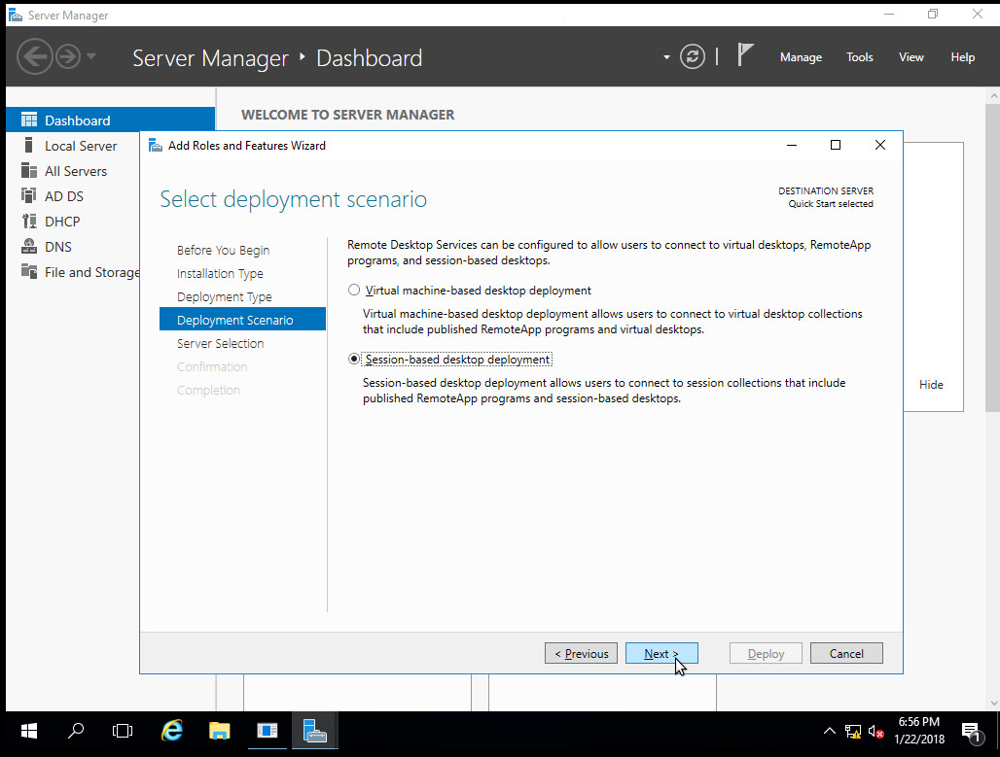 Server Manager
Server Manager ‣ Dashboard
Manage
Tools
View
Help
Dashboard
Local Server
All Servers
AD DS
DHCP
DNS
File and Storage
WELCOME TO SERVER MANAGER
Add Roles and Features Wizard
Select deployment scenario
DESTINATION SERVER
Quick Start selected
Before You Begin
Installation Type
Deployment Type
Deployment Scenario
Server Selection
Confirmation
Completion
Remote Desktop Services can be configured to allow users to connect to virtual desktops, RemoteApp
programs, and session-based desktops.
Virtual machine-based desktop deployment
Virtual machine-based desktop deployment allows users to connect to virtual desktop collections
that include published RemoteApp programs and virtual desktops.
Session-based desktop deployment
Session-based desktop deployment allows users to connect to session collections that include
published RemoteApp programs and session-based desktops.
Hide
< Previous
Next >
Deploy
Cancel
6:56 PM
1/22/2018
1